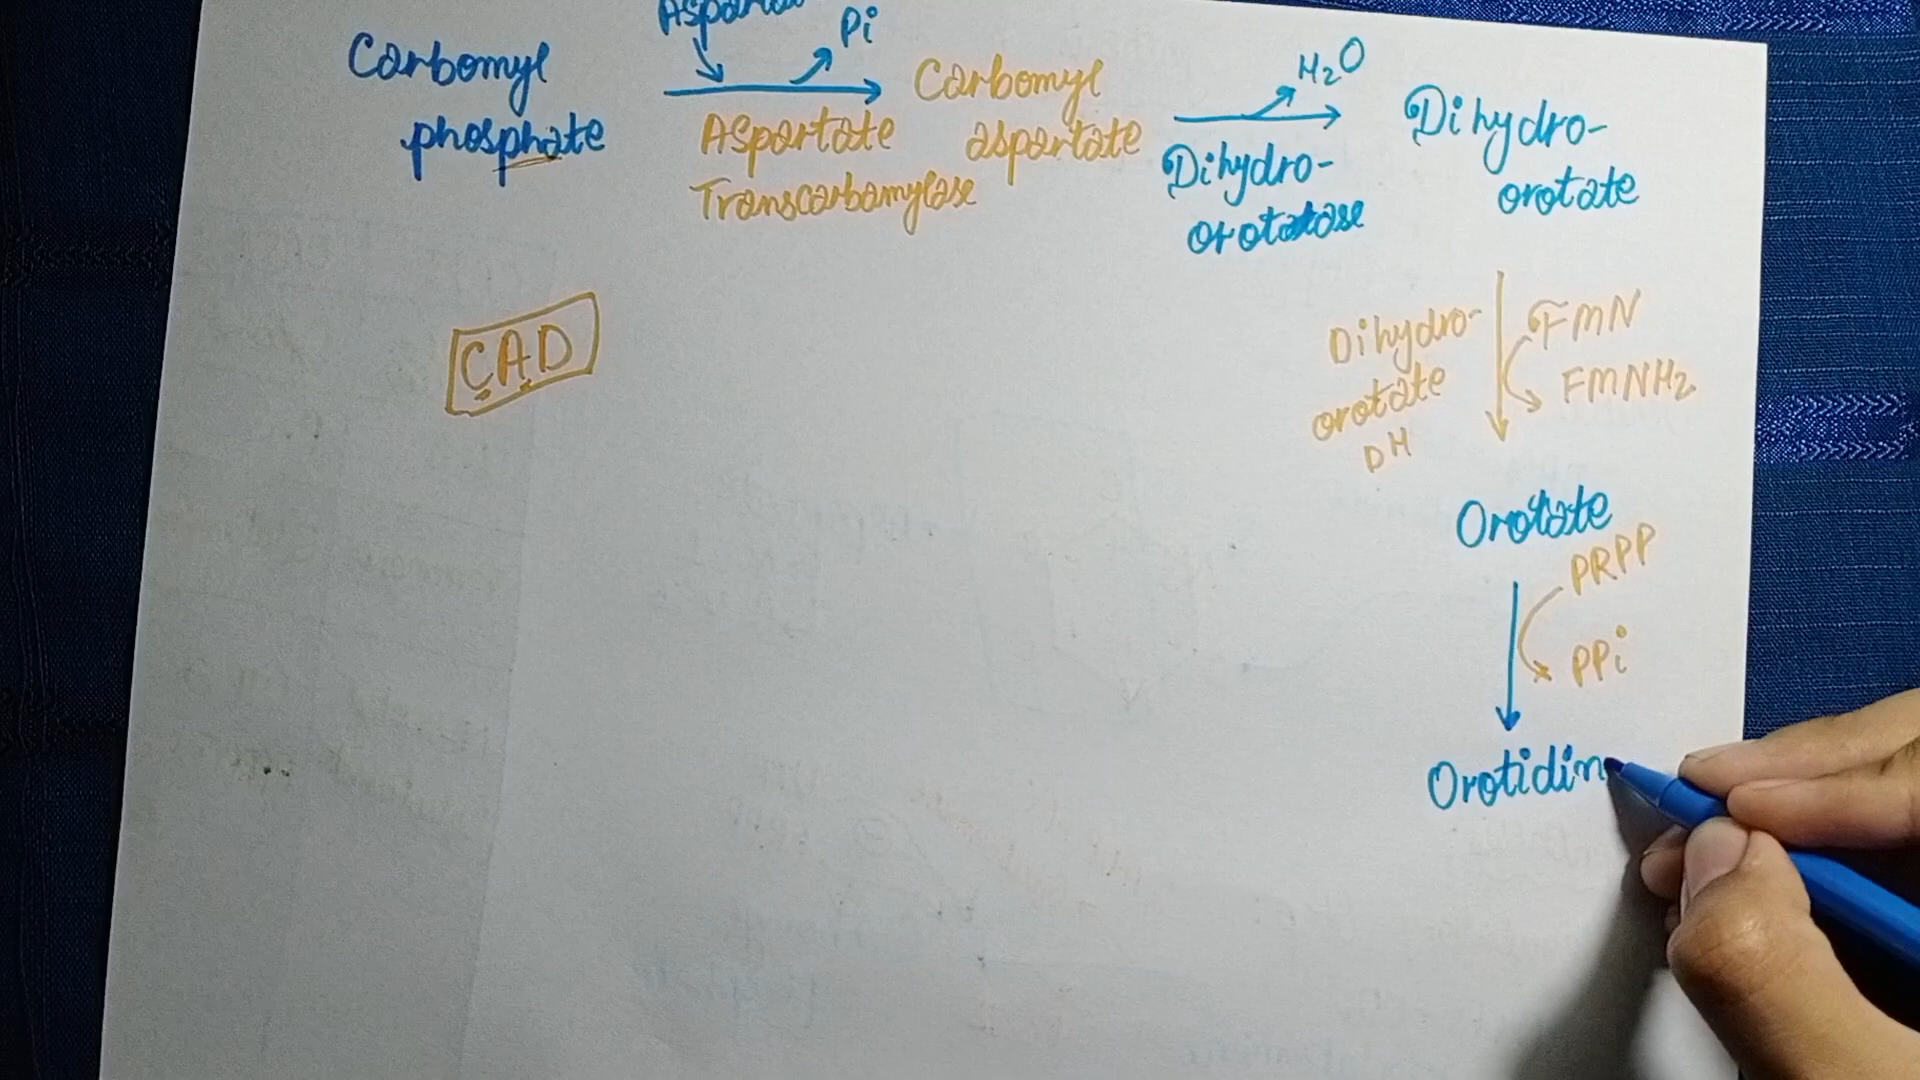 Pi
Carbomyl
phosphate
Aspartate
Transcarbamylase
Carbomyl
aspartate
H2O
Dihydro-
orotatase
Dihydro-
orotate
CAD
Dihydro-
orotate
DH
FMN
FMNH2
Orotate
PRPP
PPi
Orotidin